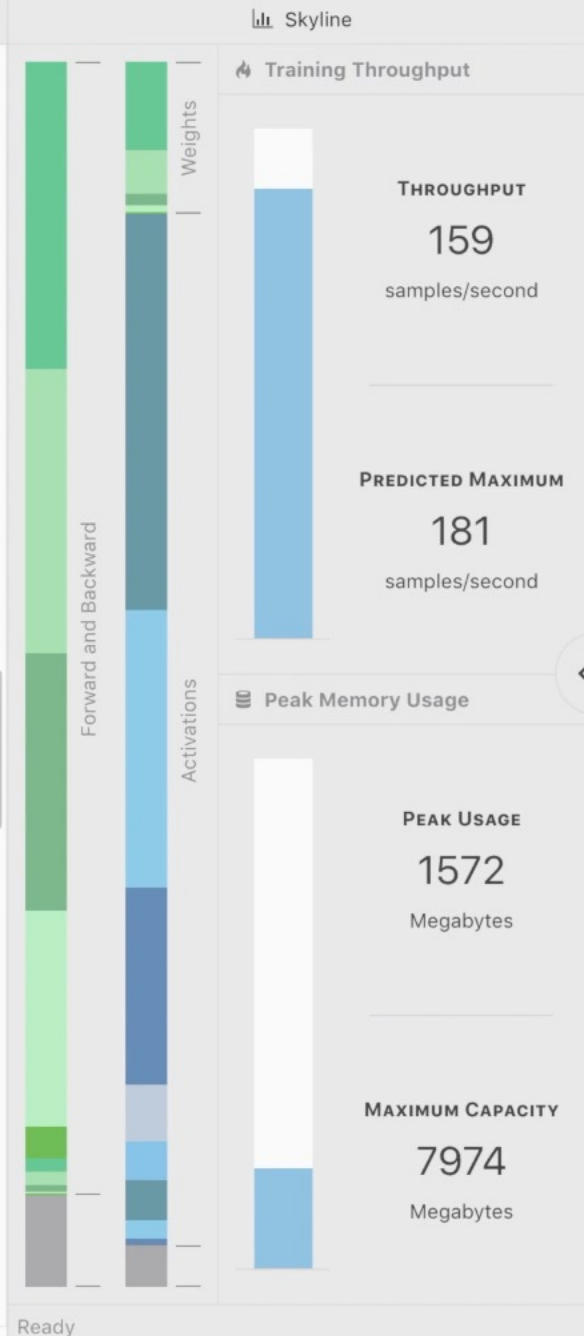 Skyline
Forward and Backward
Weights
Activations
Training Throughput
THROUGHPUT
159
samples/second
PREDICTED MAXIMUM
181
samples/second
Peak Memory Usage
PEAK USAGE
1572
Megabytes
MAXIMUM CAPACITY
7974
Megabytes
Ready